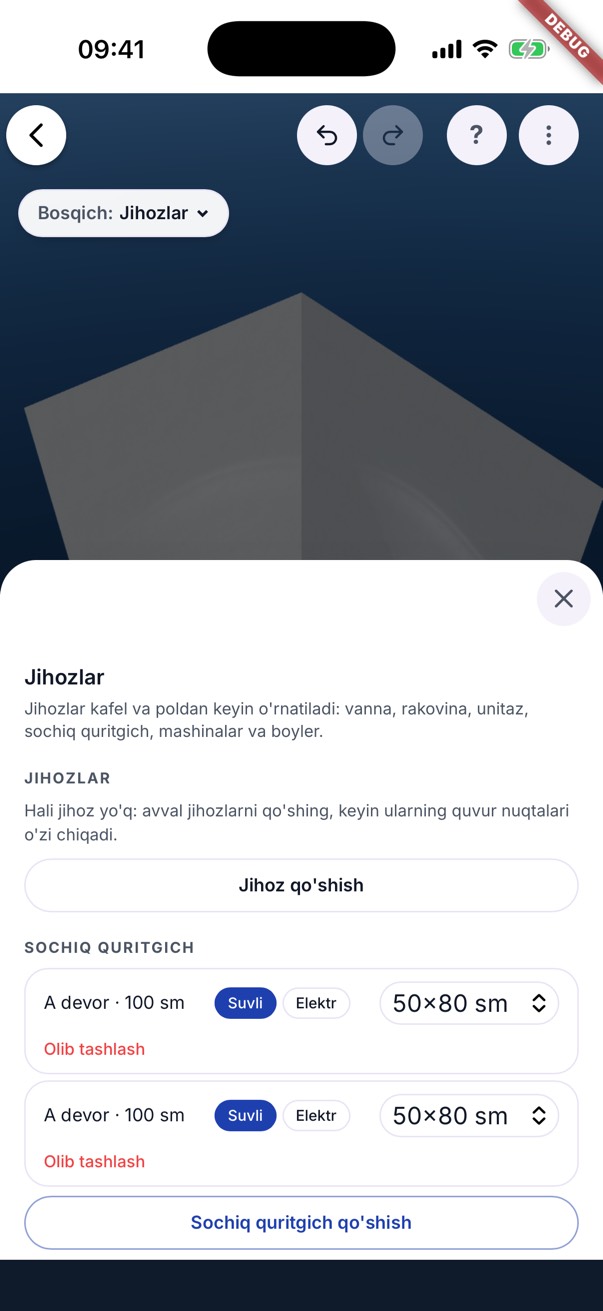 09:41
DEBUG
?
Bosqich: Jihozlar
Jihozlar
Jihozlar kafel va poldan keyin o'rnatiladi: vanna, rakovina, unitaz,
sochiq quritgich, mashinalar va boyler.
JIHOZLAR
Hali jihoz yo'q: avval jihozlarni qo'shing, keyin ularning quvur nuqtalari
o'zi chiqadi.
Jihoz qo'shish
SOCHIQ QURITGICH
A devor · 100 sm Suvli Elektr 50×80 sm
Olib tashlash
A devor · 100 sm Suvli Elektr 50×80 sm
Olib tashlash
Sochiq quritgich qo'shish